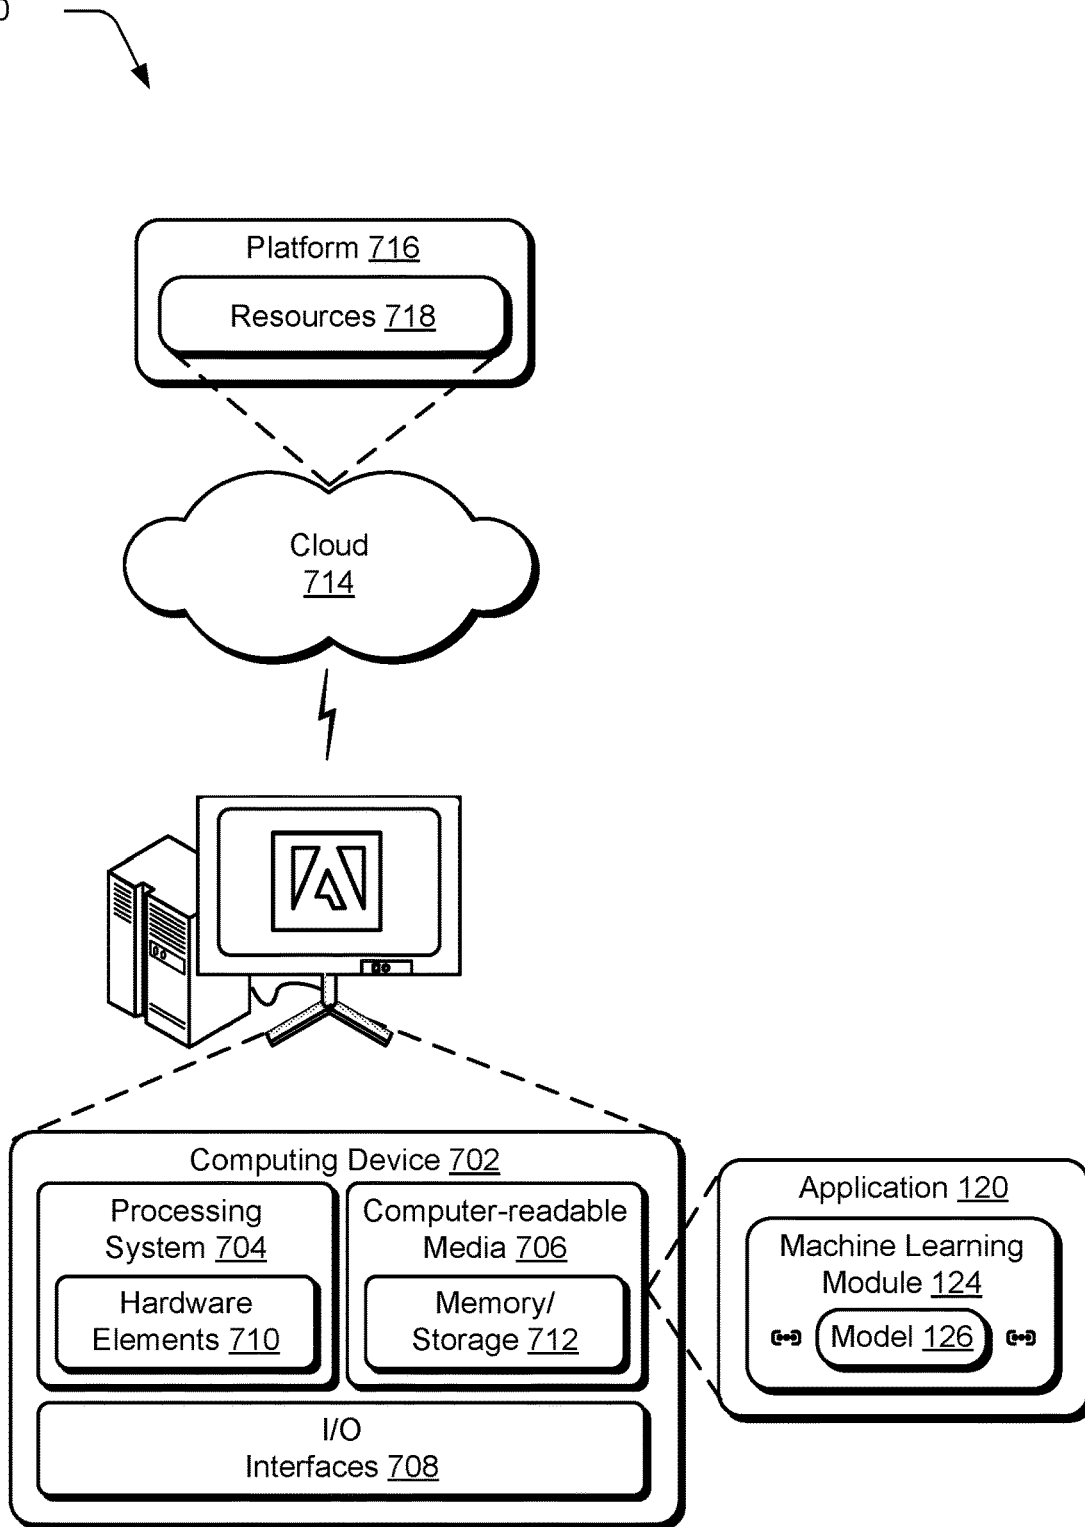 Platform 716
Resources 718
Cloud
714
Computing Device 702
Processing
System 704
Hardware
Elements 710
Computer-readable
Media 706
Memory/
Storage 712
I/O
Interfaces 708
Application 120
Machine Learning
Module 124
Model 126